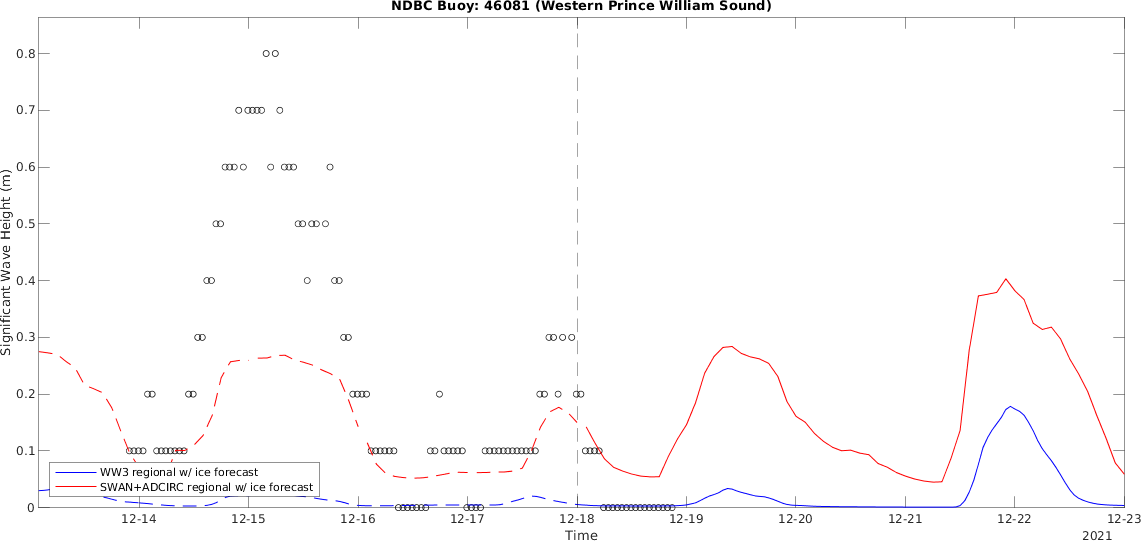 NDBC Buoy: 46081 (Western Prince William Sound)
Significant Wave Height (m)
0.8
0.7
0.6
0.5
0.4
0.3
0.2
0.1
0
WW3 regional w/ ice forecast
SWAN+ADCIRC regional w/ ice forecast
12-14 12-15 12-16 12-17 12-18 12-19 12-20 12-21 12-22 12-23
Time
2021